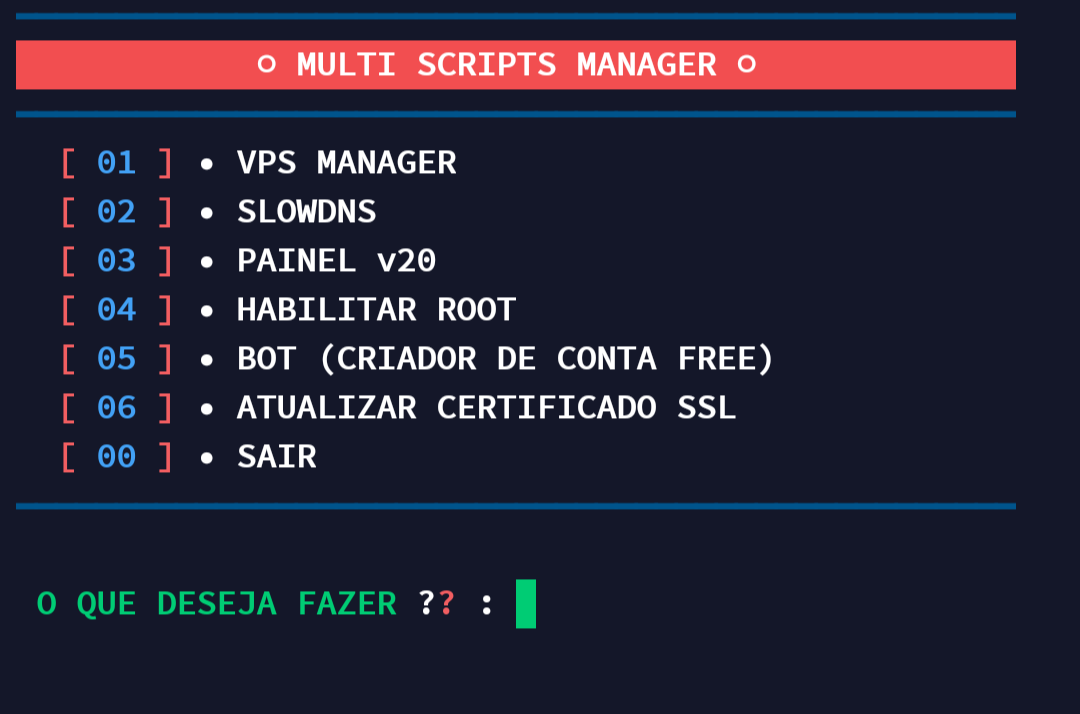 ○ MULTI SCRIPTS MANAGER ○
[ 01 ] • VPS MANAGER
[ 02 ] • SLOWDNS
[ 03 ] • PAINEL v20
[ 04 ] • HABILITAR ROOT
[ 05 ] • BOT (CRIADOR DE CONTA FREE)
[ 06 ] • ATUALIZAR CERTIFICADO SSL
[ 00 ] • SAIR
O QUE DESEJA FAZER ?? :